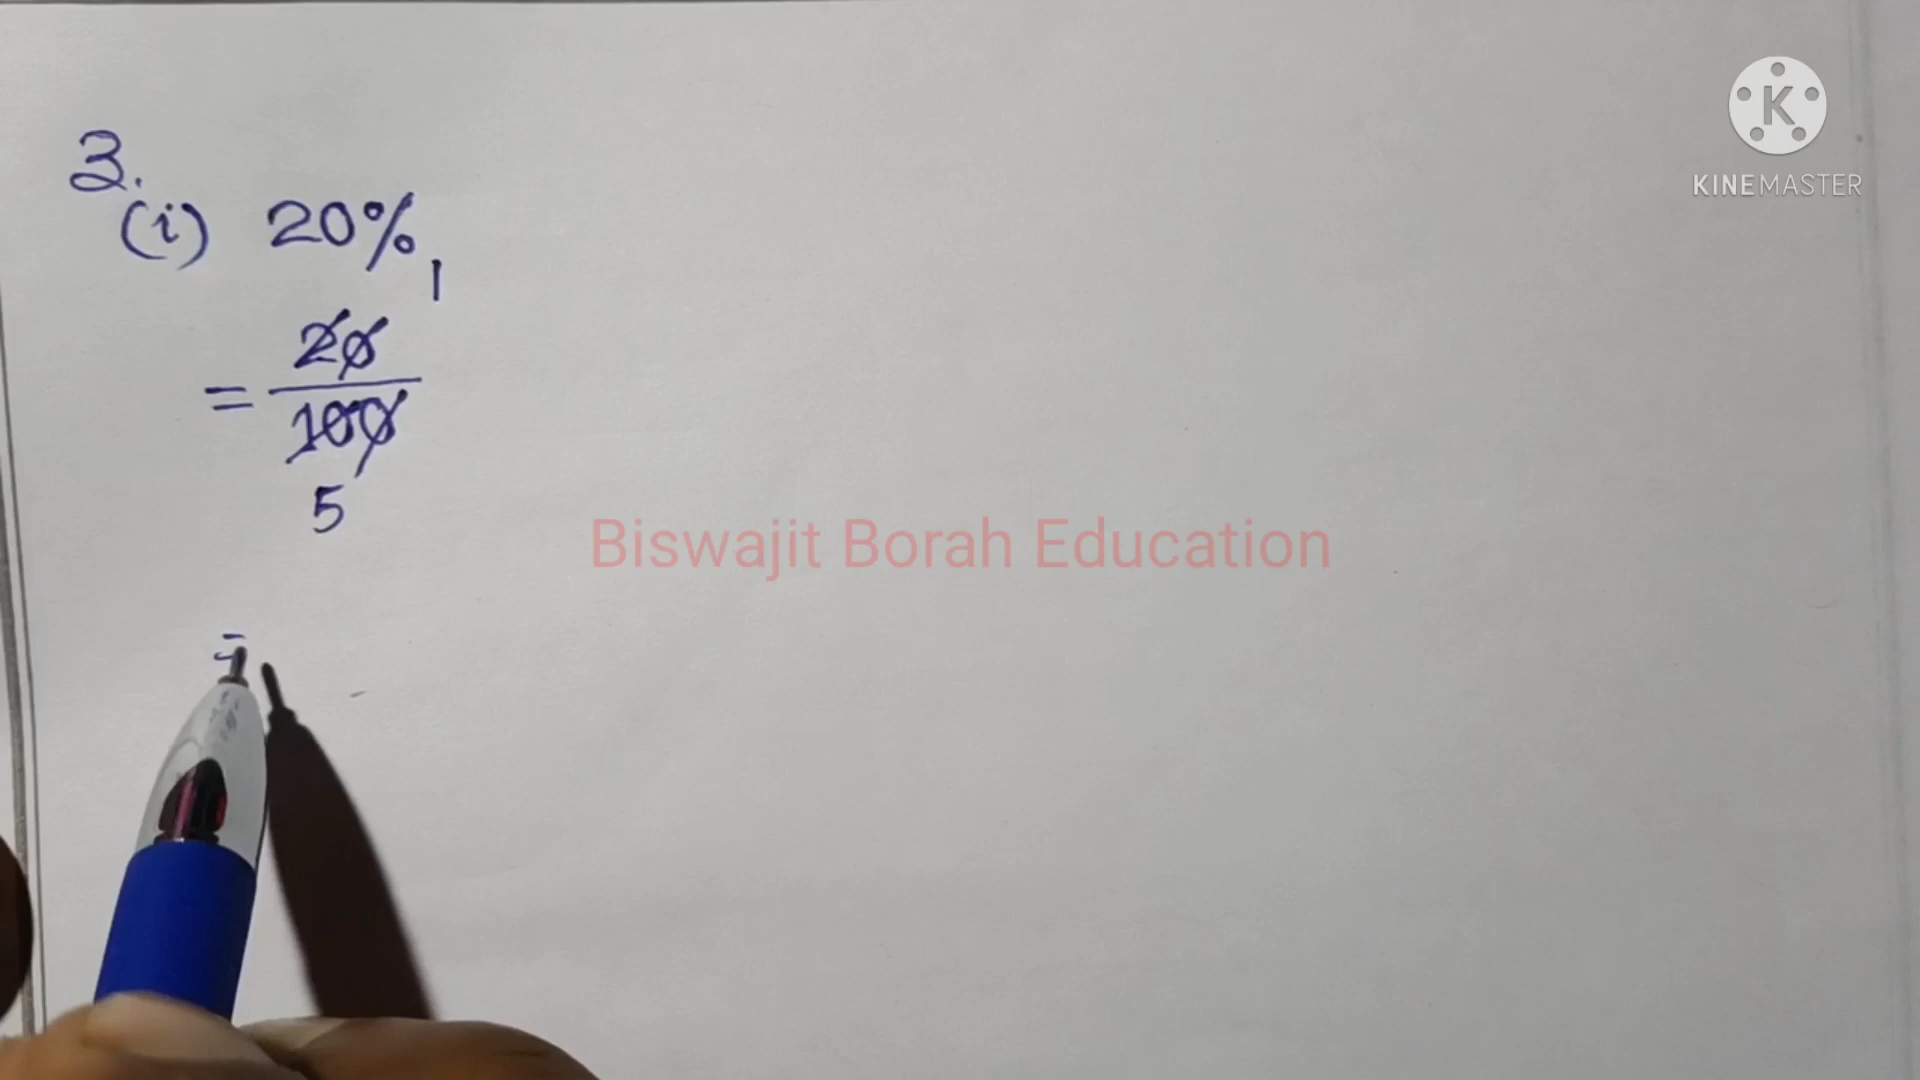 3.
(i) 20%
1
= 20/100
5
=
Biswajit Borah Education
K
KINEMASTER